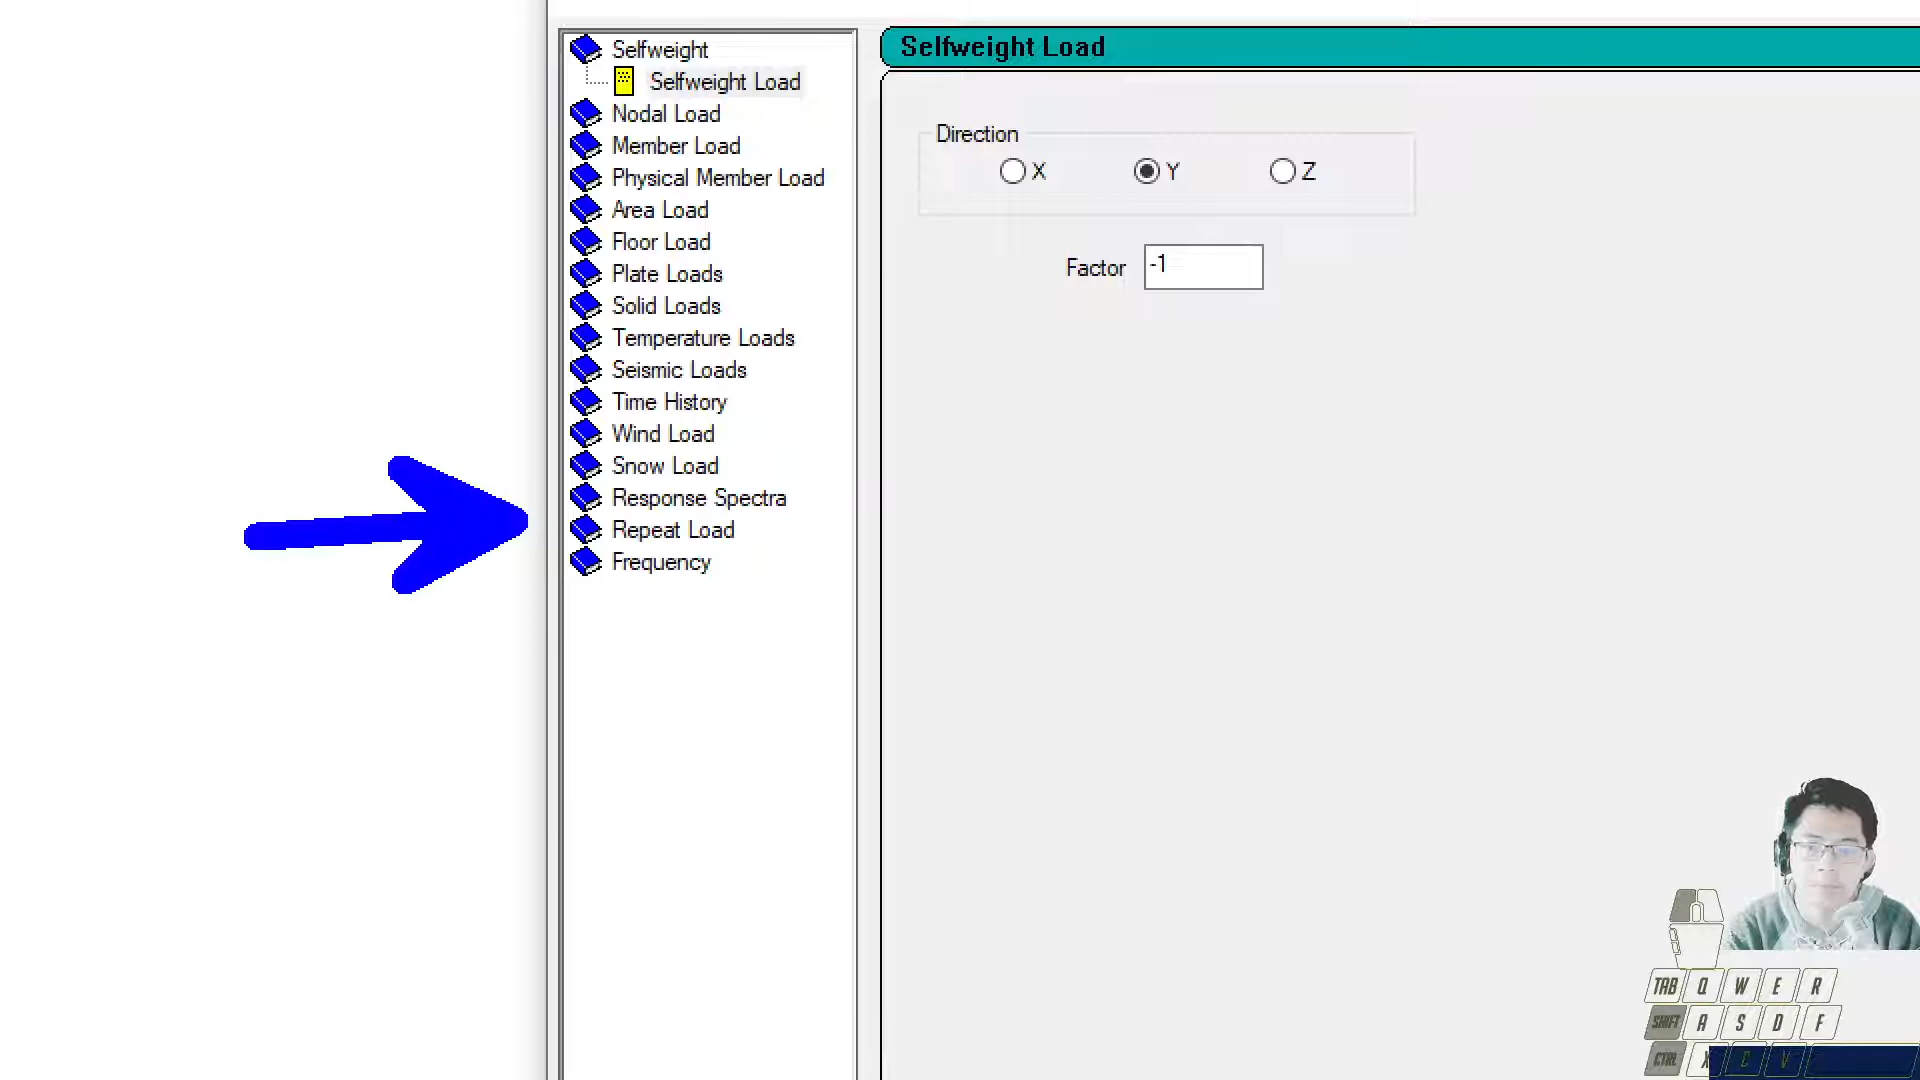 Selfweight
Selfweight Load
Nodal Load
Member Load
Physical Member Load
Area Load
Floor Load
Plate Loads
Solid Loads
Temperature Loads
Seismic Loads
Time History
Wind Load
Snow Load
Response Spectra
Repeat Load
Frequency
Selfweight Load
Direction
X Y Z
Factor -1
TAB Q W E R
SHIFT A S D F
CTRL X C V